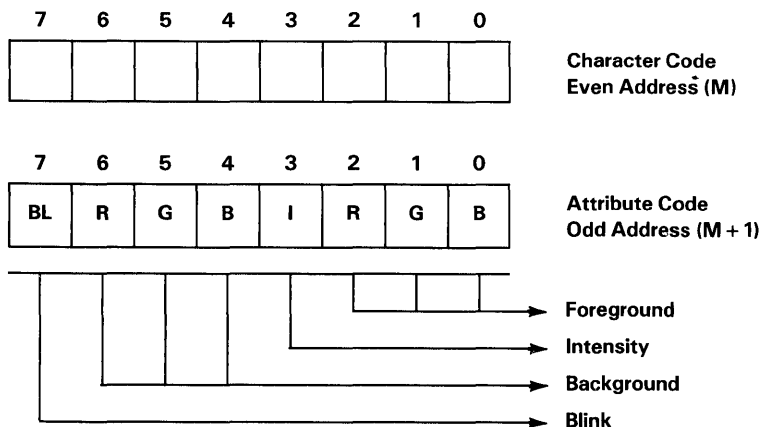 7 6 5 4 3 2 1 0
Character Code
Even Address (M)
7 6 5 4 3 2 1 0
BL R G B I R G B
Attribute Code
Odd Address (M + 1)
Foreground
Intensity
Background
Blink